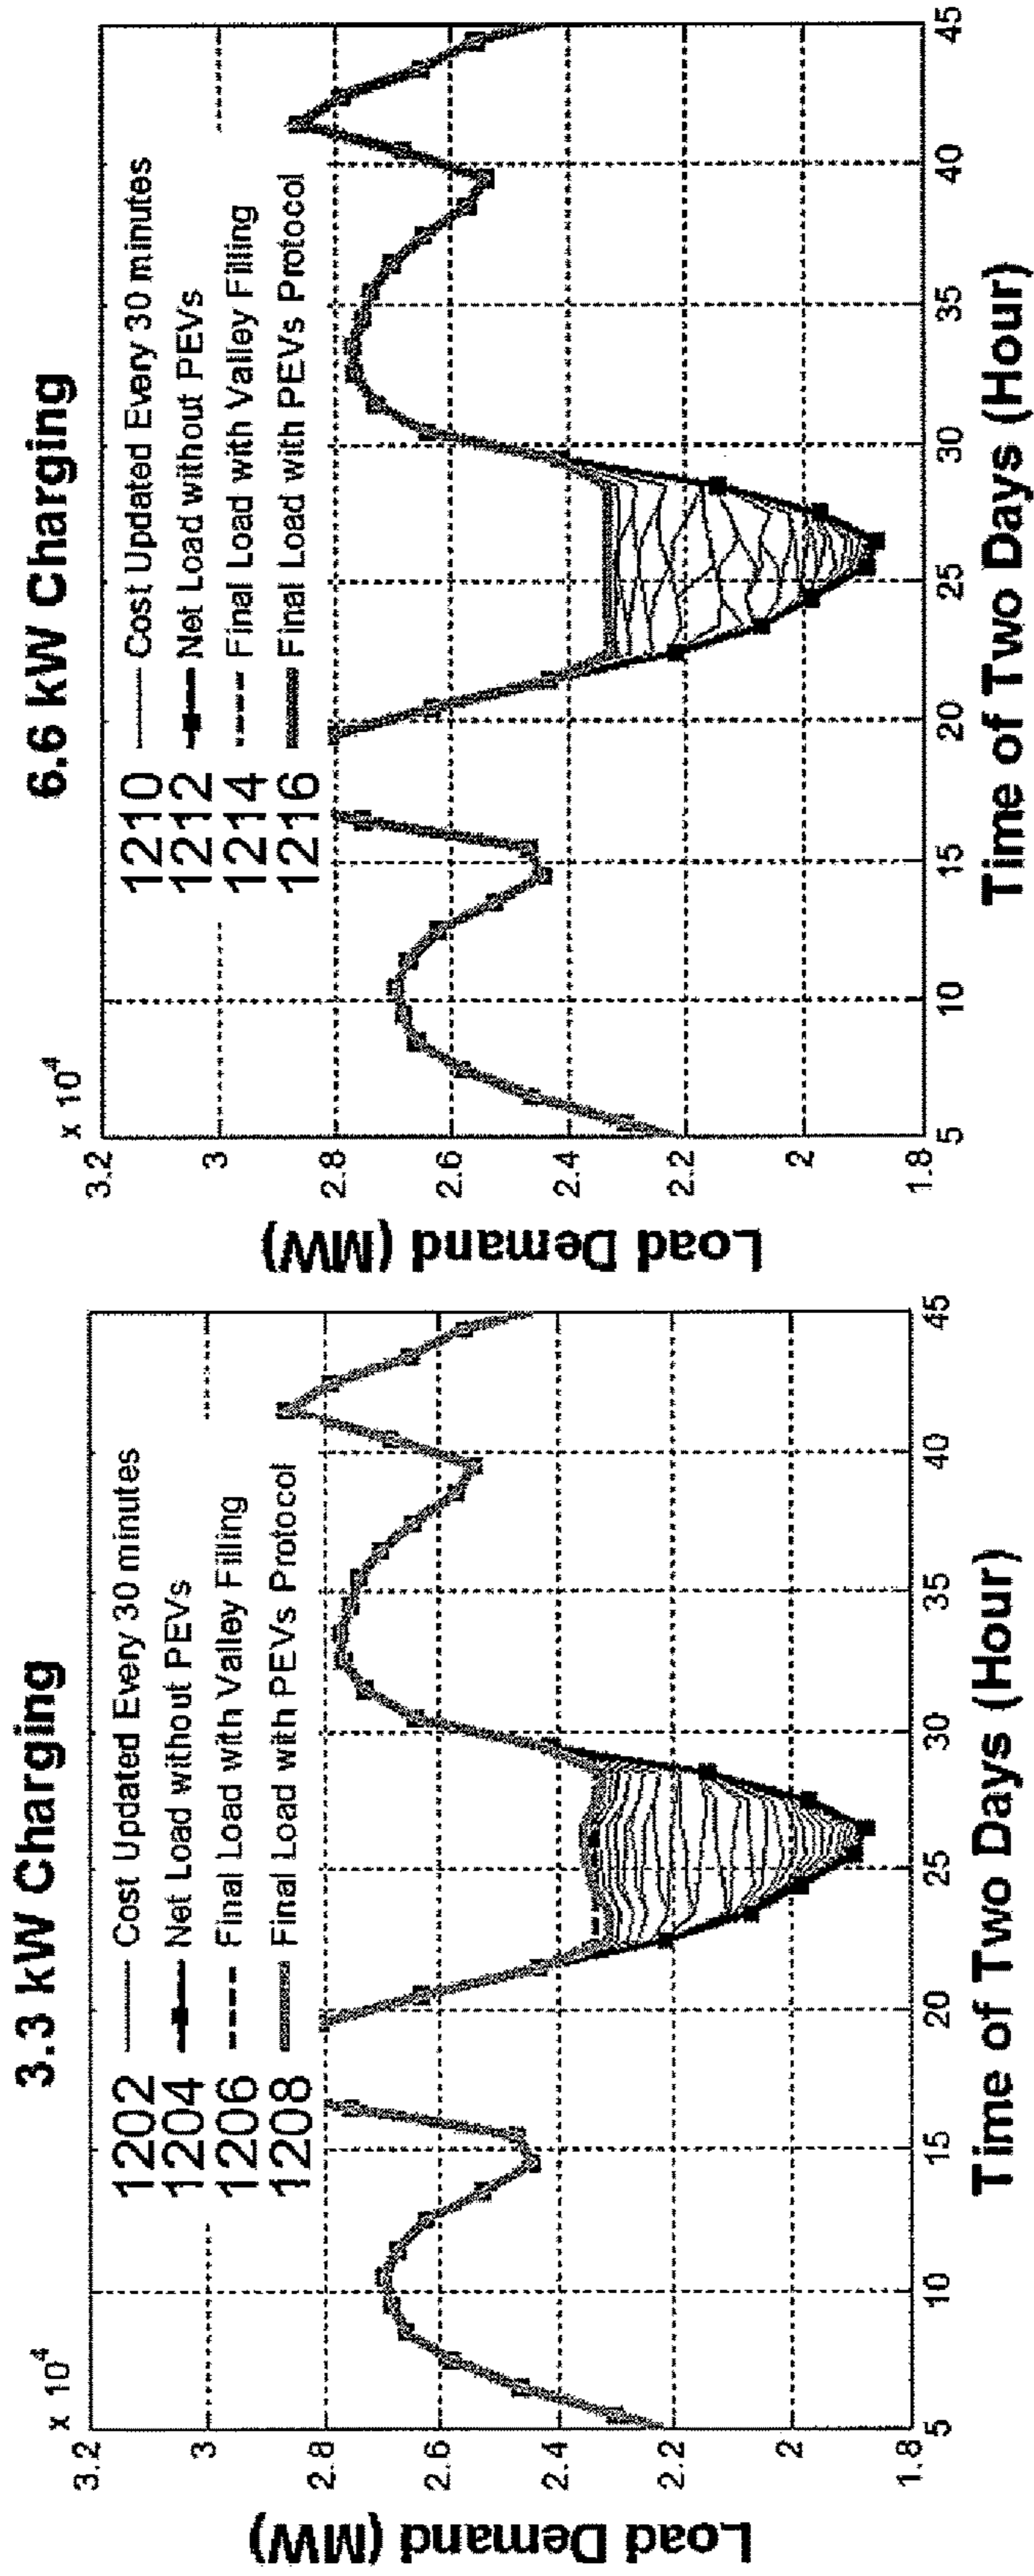 3.3 kW Charging
x 10^4
3.2
3
2.8
2.6
2.4
2.2
2
1.8
Load Demand (MW)
1202 Cost Updated Every 30 minutes
1204 Net Load without PEVs
1206 Final Load with Valley Filling
1208 Final Load with PEVs Protocol
5 10 15 20 25 30 35 40 45
Time of Two Days (Hour)
6.6 kW Charging
x 10^4
3.2
3
2.8
2.6
2.4
2.2
2
1.8
Load Demand (MW)
1210 Cost Updated Every 30 minutes
1212 Net Load without PEVs
1214 Final Load with Valley Filling
1216 Final Load with PEVs Protocol
5 10 15 20 25 30 35 40 45
Time of Two Days (Hour)